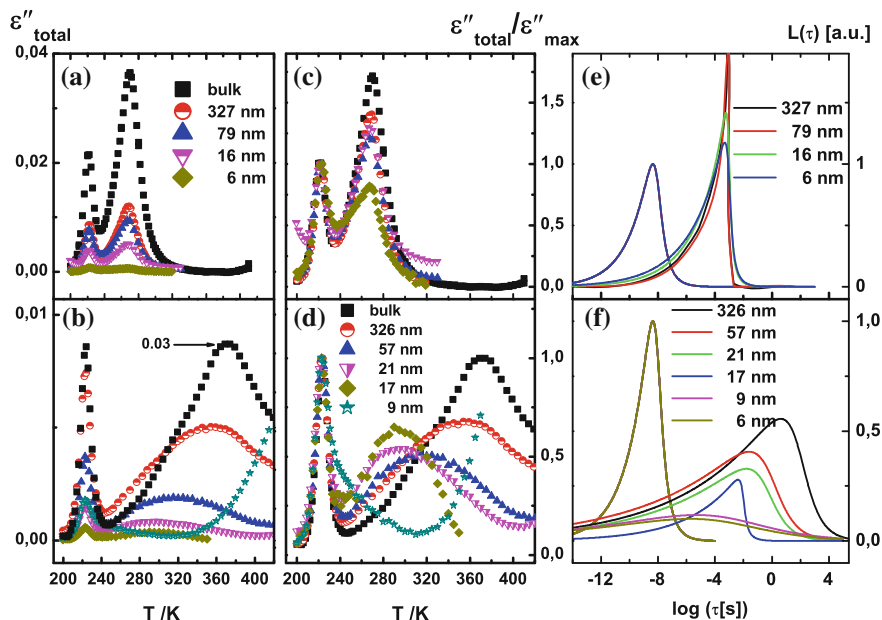 ε″total
ε″total/ε″max
L(τ) [a.u.]
0,04
0,02
0,00
(a)
bulk
327 nm
79 nm
16 nm
6 nm
(c)
1,5
1,0
0,5
0,0
(e)
327 nm
79 nm
16 nm
6 nm
1
0
0,01
0,00
(b)
0.03
(d)
bulk
326 nm
57 nm
21 nm
17 nm
9 nm
1,0
0,5
0,0
(f)
326 nm
57 nm
21 nm
17 nm
9 nm
6 nm
1,0
0,5
0,0
200 240 280 320 360 400
200 240 280 320 360 400
-12 -8 -4 0 4
T /K
T /K
log (τ[s])